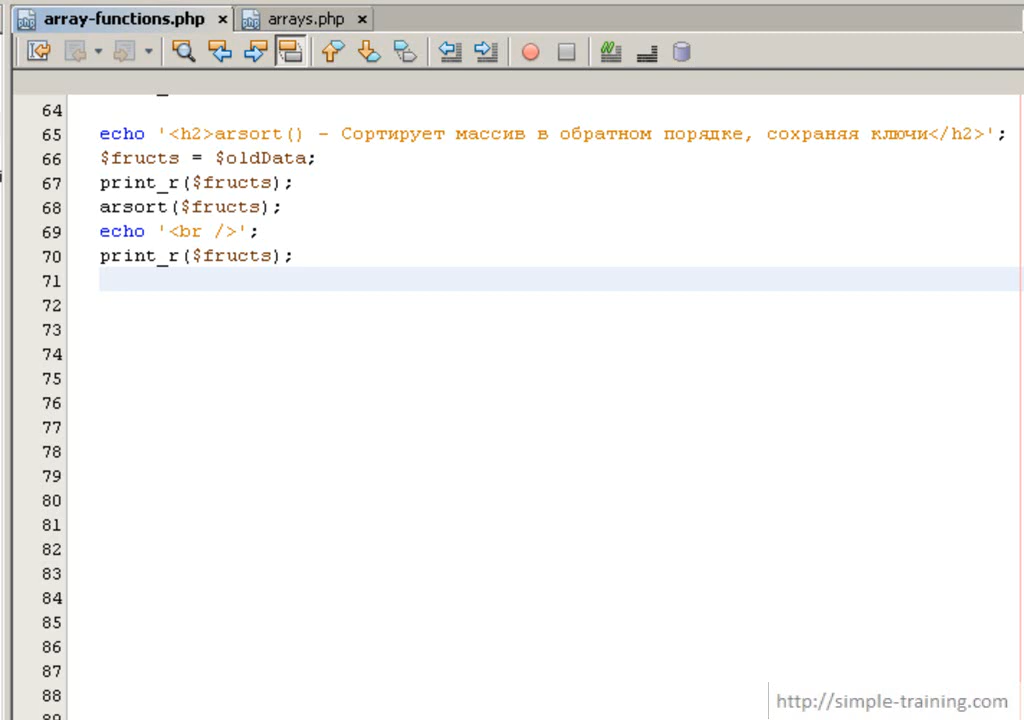 array-functions.php × arrays.php ×
64
65 echo '<h2>arsort() - Сортирует массив в обратном порядке, сохраняя ключи</h2>';
66 $fructs = $oldData;
67 print_r($fructs);
68 arsort($fructs);
69 echo '<br />';
70 print_r($fructs);
71
72
73
74
75
76
77
78
79
80
81
82
83
84
85
86
87
88
http://simple-training.com